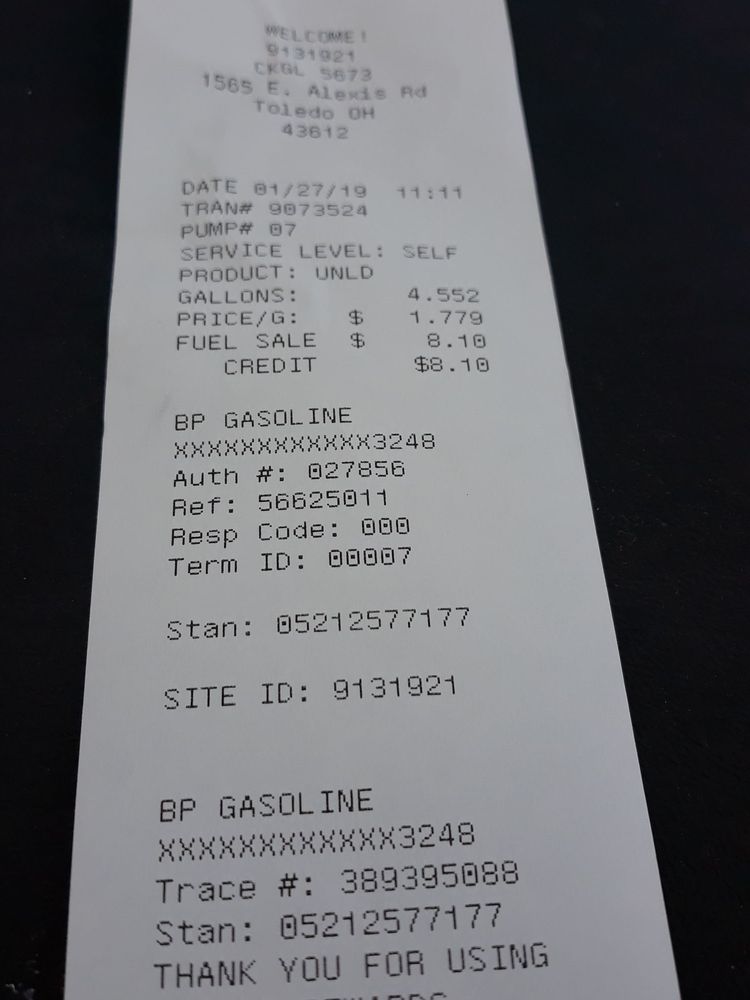 WELCOME!
9131921
CKGL 5673
1565 E. Alexis Rd
Toledo OH
43612
DATE 01/27/19 11:11
TRAN# 9073524
PUMP# 07
SERVICE LEVEL: SELF
PRODUCT: UNLD
GALLONS: 4.552
PRICE/G: $ 1.779
FUEL SALE $ 8.10
CREDIT $8.10
BP GASOLINE
XXXXXXXXXXXX3248
Auth #: 027856
Ref: 56625011
Resp Code: 000
Term ID: 00007
Stan: 05212577177
SITE ID: 9131921
BP GASOLINE
XXXXXXXXXXXX3248
Trace #: 389395088
Stan: 05212577177
THANK YOU FOR USING